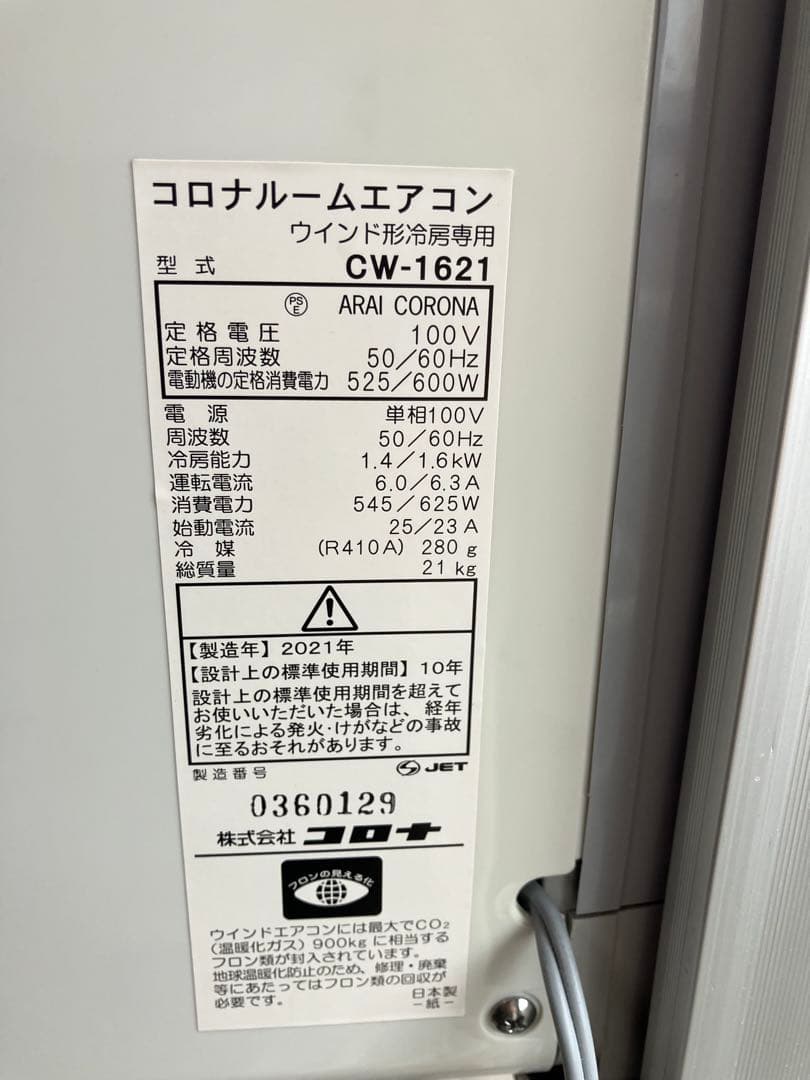 コロナルームエアコン
ウインド形冷房専用
型式 CW-1621
PSE ARAI CORONA
定格電圧 100V
定格周波数 50/60Hz
電動機の定格消費電力 525/600W
電源 単相100V
周波数 50/60Hz
冷房能力 1.4/1.6kW
運転電流 6.0/6.3A
消費電力 545/625W
始動電流 25/23A
冷媒 (R410A) 280g
総質量 21kg
【製造年】2021年
【設計上の標準使用期間】10年
設計上の標準使用期間を超えて
お使いいただいた場合は、経年
劣化による発火・けがなどの事故
に至るおそれがあります。
製造番号 JET
0360129
株式会社 コロナ
フロンの見える化
ウインドエアコンには最大でCO₂
(温暖化ガス)900kgに相当する
フロン類が封入されています。
地球温暖化防止のため、修理・廃棄
等にあたってはフロン類の回収が
必要です。 日本製
-紙-